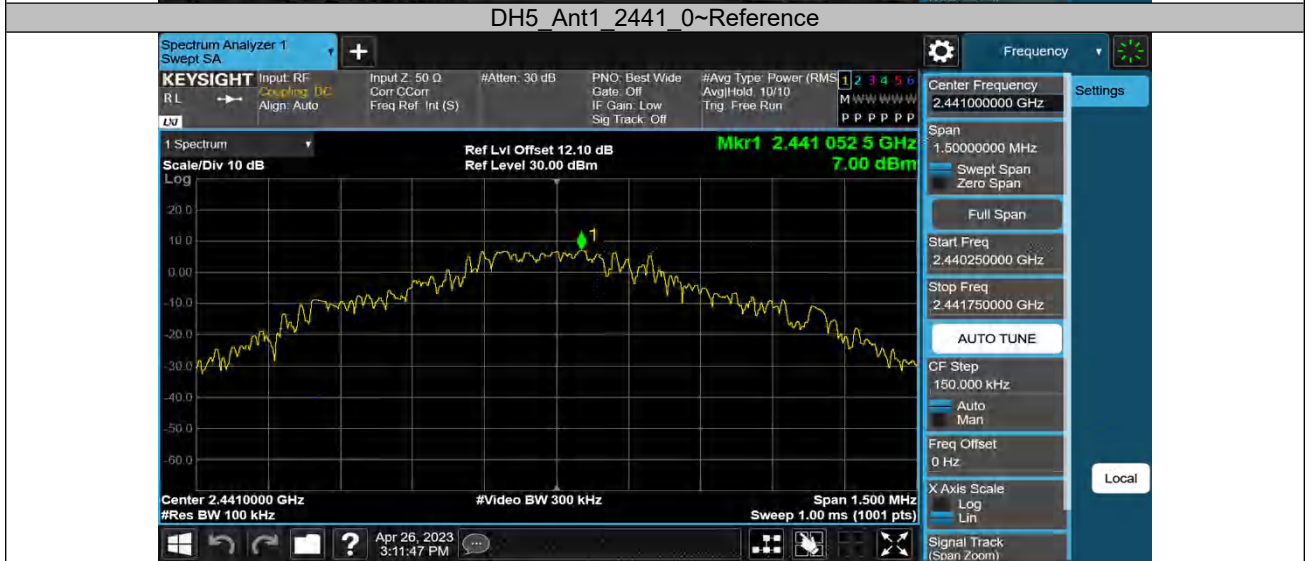 DH5_Ant1_2441_0~Reference
Spectrum Analyzer 1
Swept SA
+
Frequency
KEYSIGHT
RL
LXI
Input: RF
Coupling: DC
Align: Auto
Input Z: 50 Ω
Corr CCorr
Freq Ref: Int (S)
#Atten: 30 dB
PNO: Best Wide
Gate: Off
IF Gain: Low
Sig Track: Off
#Avg Type: Power (RMS
Avg|Hold: 10/10
Trig: Free Run
1 2 3 4 5 6
M W W W W W
P P P P P P
Center Frequency
2.441000000 GHz
Settings
Span
1.50000000 MHz
Swept Span
Zero Span
Full Span
Start Freq
2.440250000 GHz
Stop Freq
2.441750000 GHz
AUTO TUNE
CF Step
150.000 kHz
Auto
Man
Freq Offset
0 Hz
X Axis Scale
Log
Lin
Signal Track
(Span Zoom)
Local
1 Spectrum
Scale/Div 10 dB
Log
Ref Lvl Offset 12.10 dB
Ref Level 30.00 dBm
Mkr1 2.441 052 5 GHz
7.00 dBm
20.0
10.0
0.00
-10.0
-20.0
-30.0
-40.0
-50.0
-60.0
1
Center 2.4410000 GHz
#Res BW 100 kHz
#Video BW 300 kHz
Span 1.500 MHz
Sweep 1.00 ms (1001 pts)
?
Apr 26, 2023
3:11:47 PM